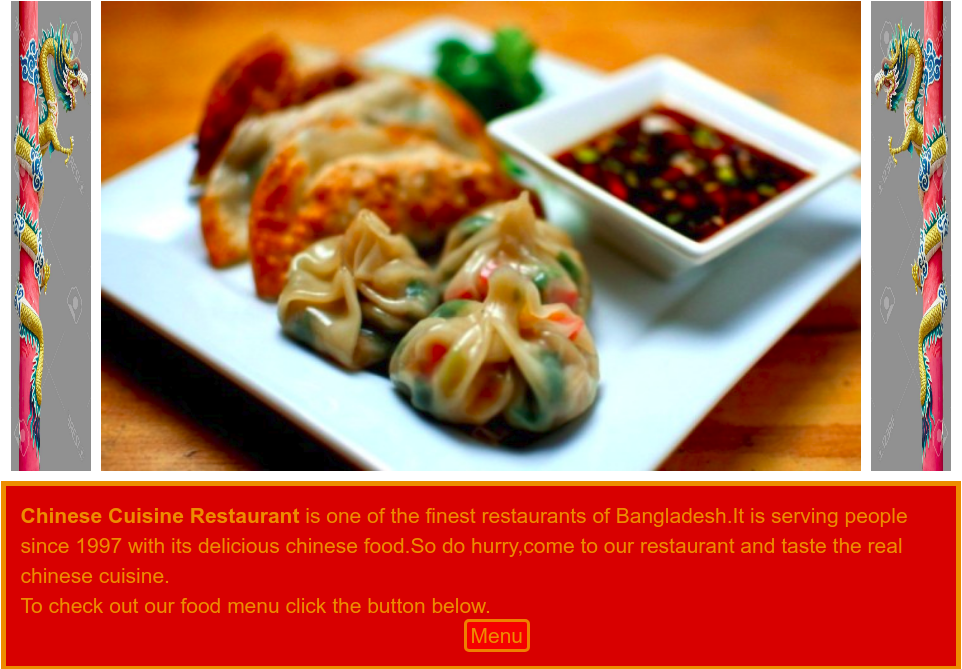 Chinese Cuisine Restaurant is one of the finest restaurants of Bangladesh.It is serving people
since 1997 with its delicious chinese food.So do hurry,come to our restaurant and taste the real
chinese cuisine.
To check out our food menu click the button below.
Menu